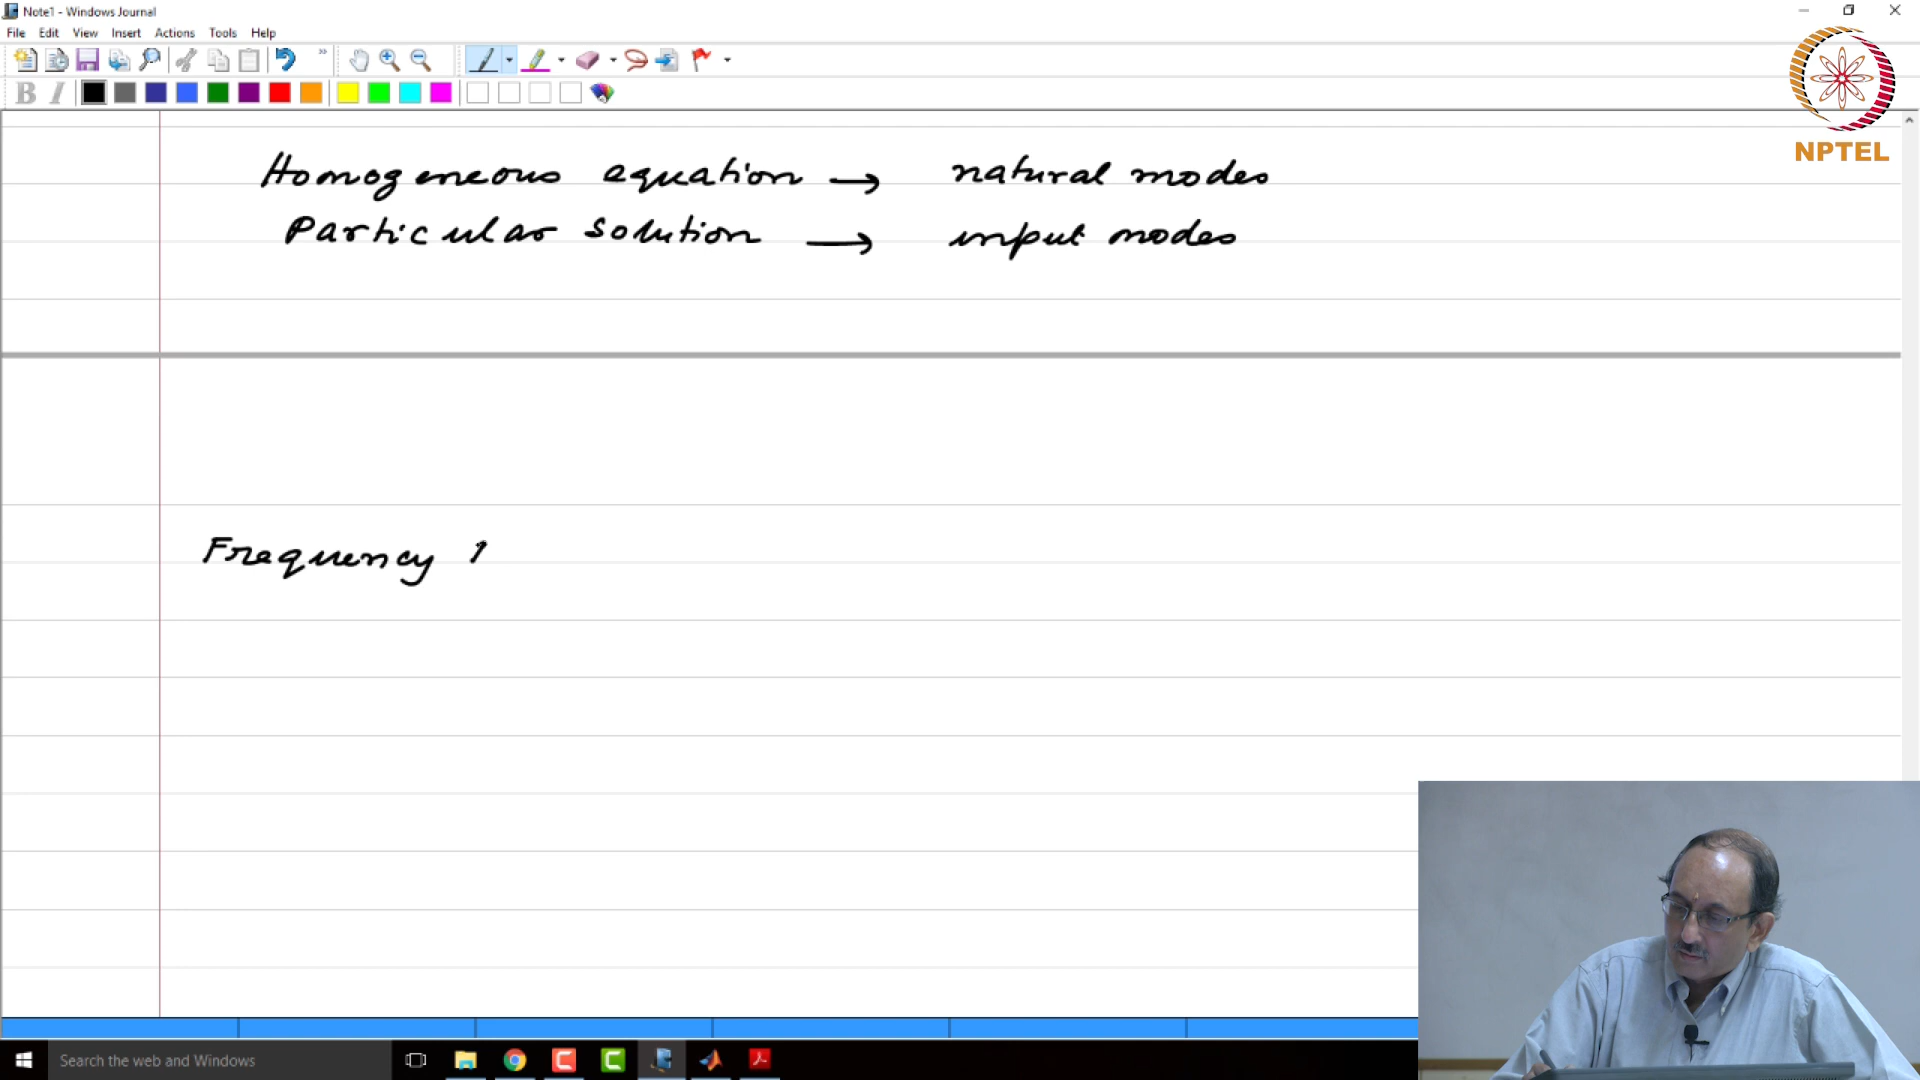 Note1 - Windows Journal
File Edit View Insert Actions Tools Help
B I
NPTEL
Homogeneous equation → natural modes
Particular solution → input modes
Frequency
Search the web and Windows